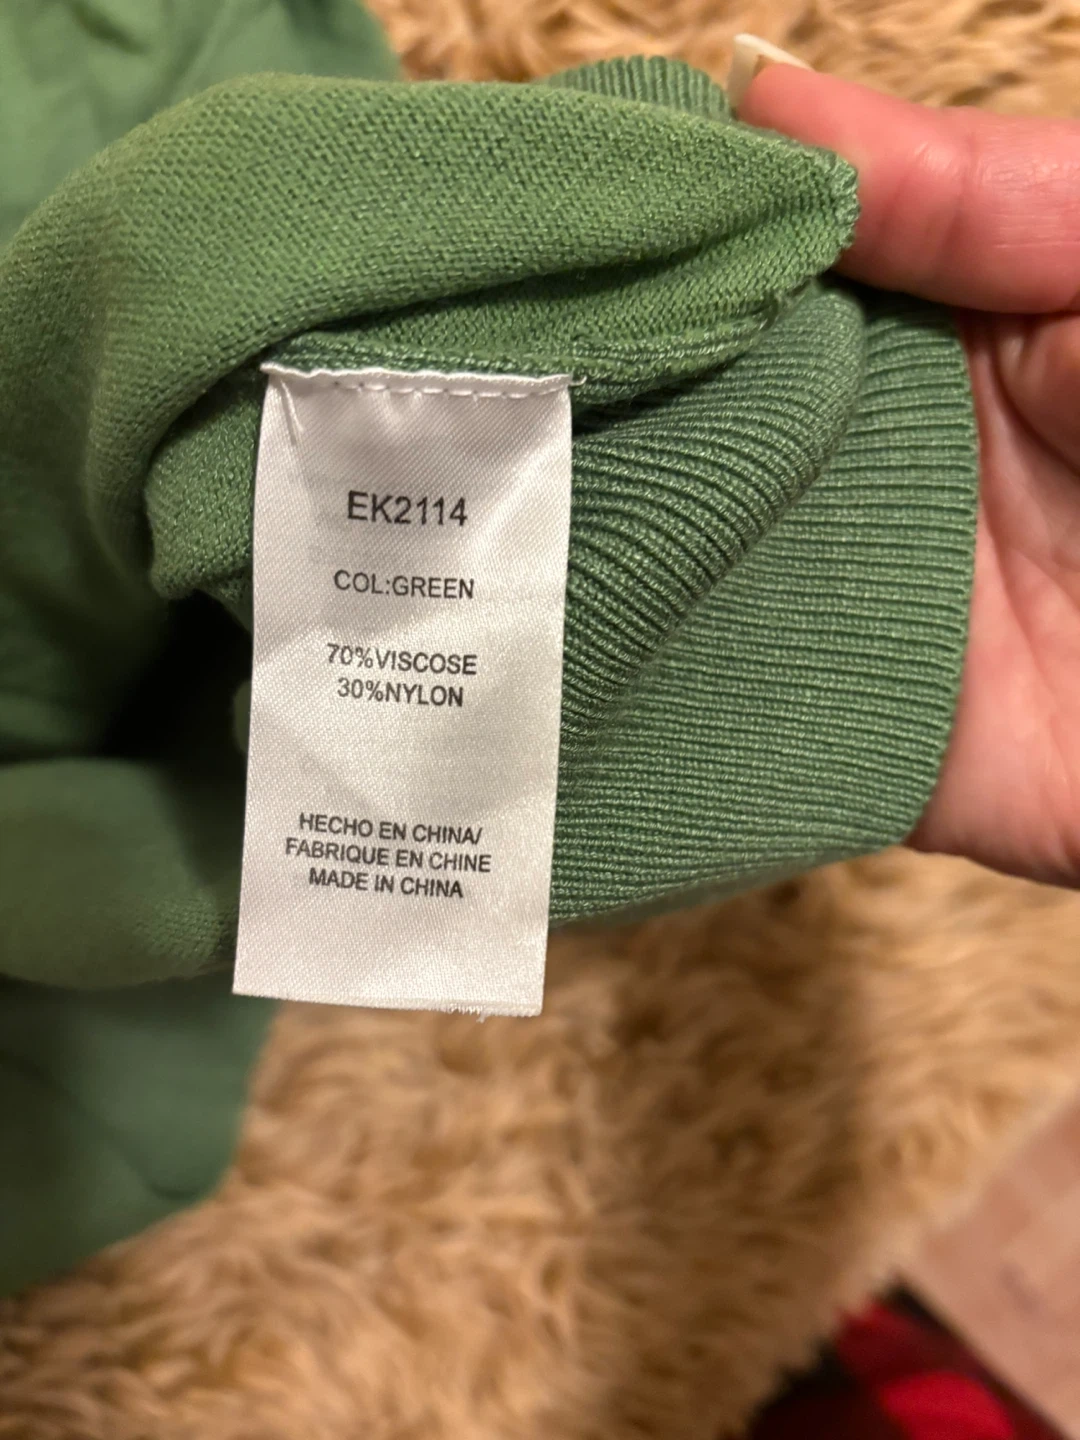 EK2114
COL:GREEN
70%VISCOSE
30%NYLON
HECHO EN CHINA/
FABRIQUE EN CHINE
MADE IN CHINA